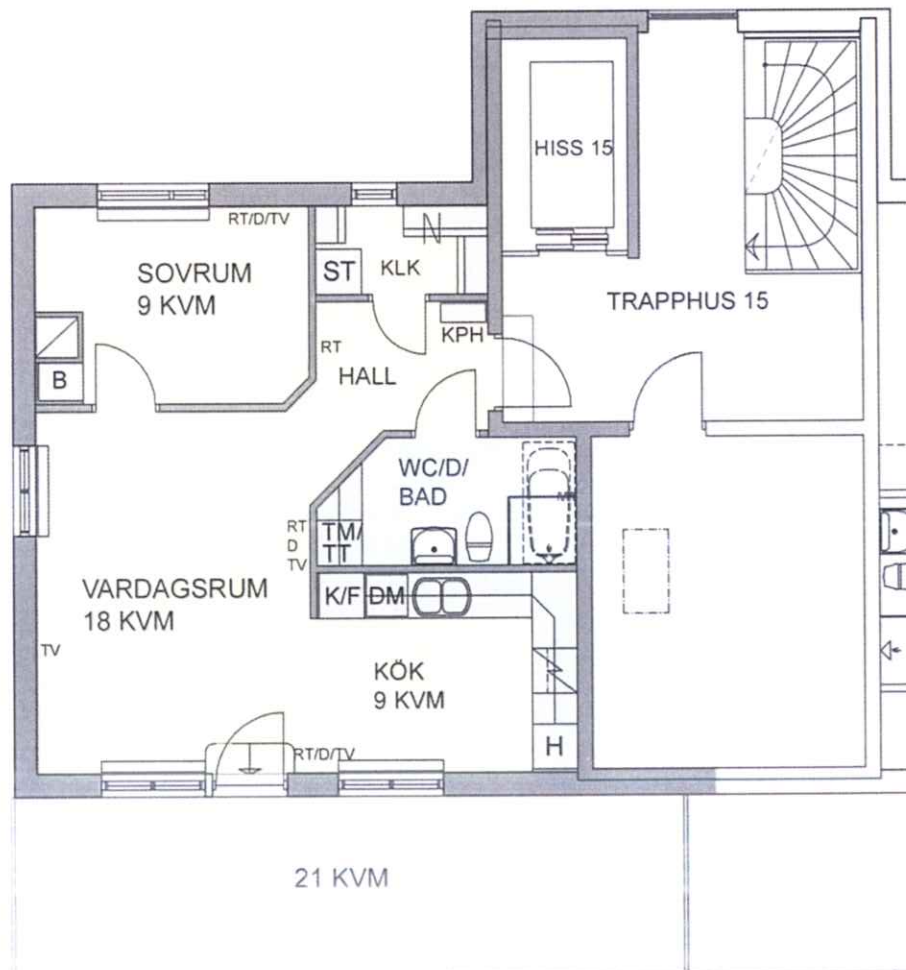 HISS 15
RT/D/TV
N
SOVRUM
9 KVM
ST
KLK
TRAPPHUS 15
KPH
RT
HALL
B
WC/D/
BAD
RT
D
TV
TM/
TT
K/F
DM
VARDAGSRUM
18 KVM
TV
KÖK
9 KVM
RT/D/TV
H
21 KVM